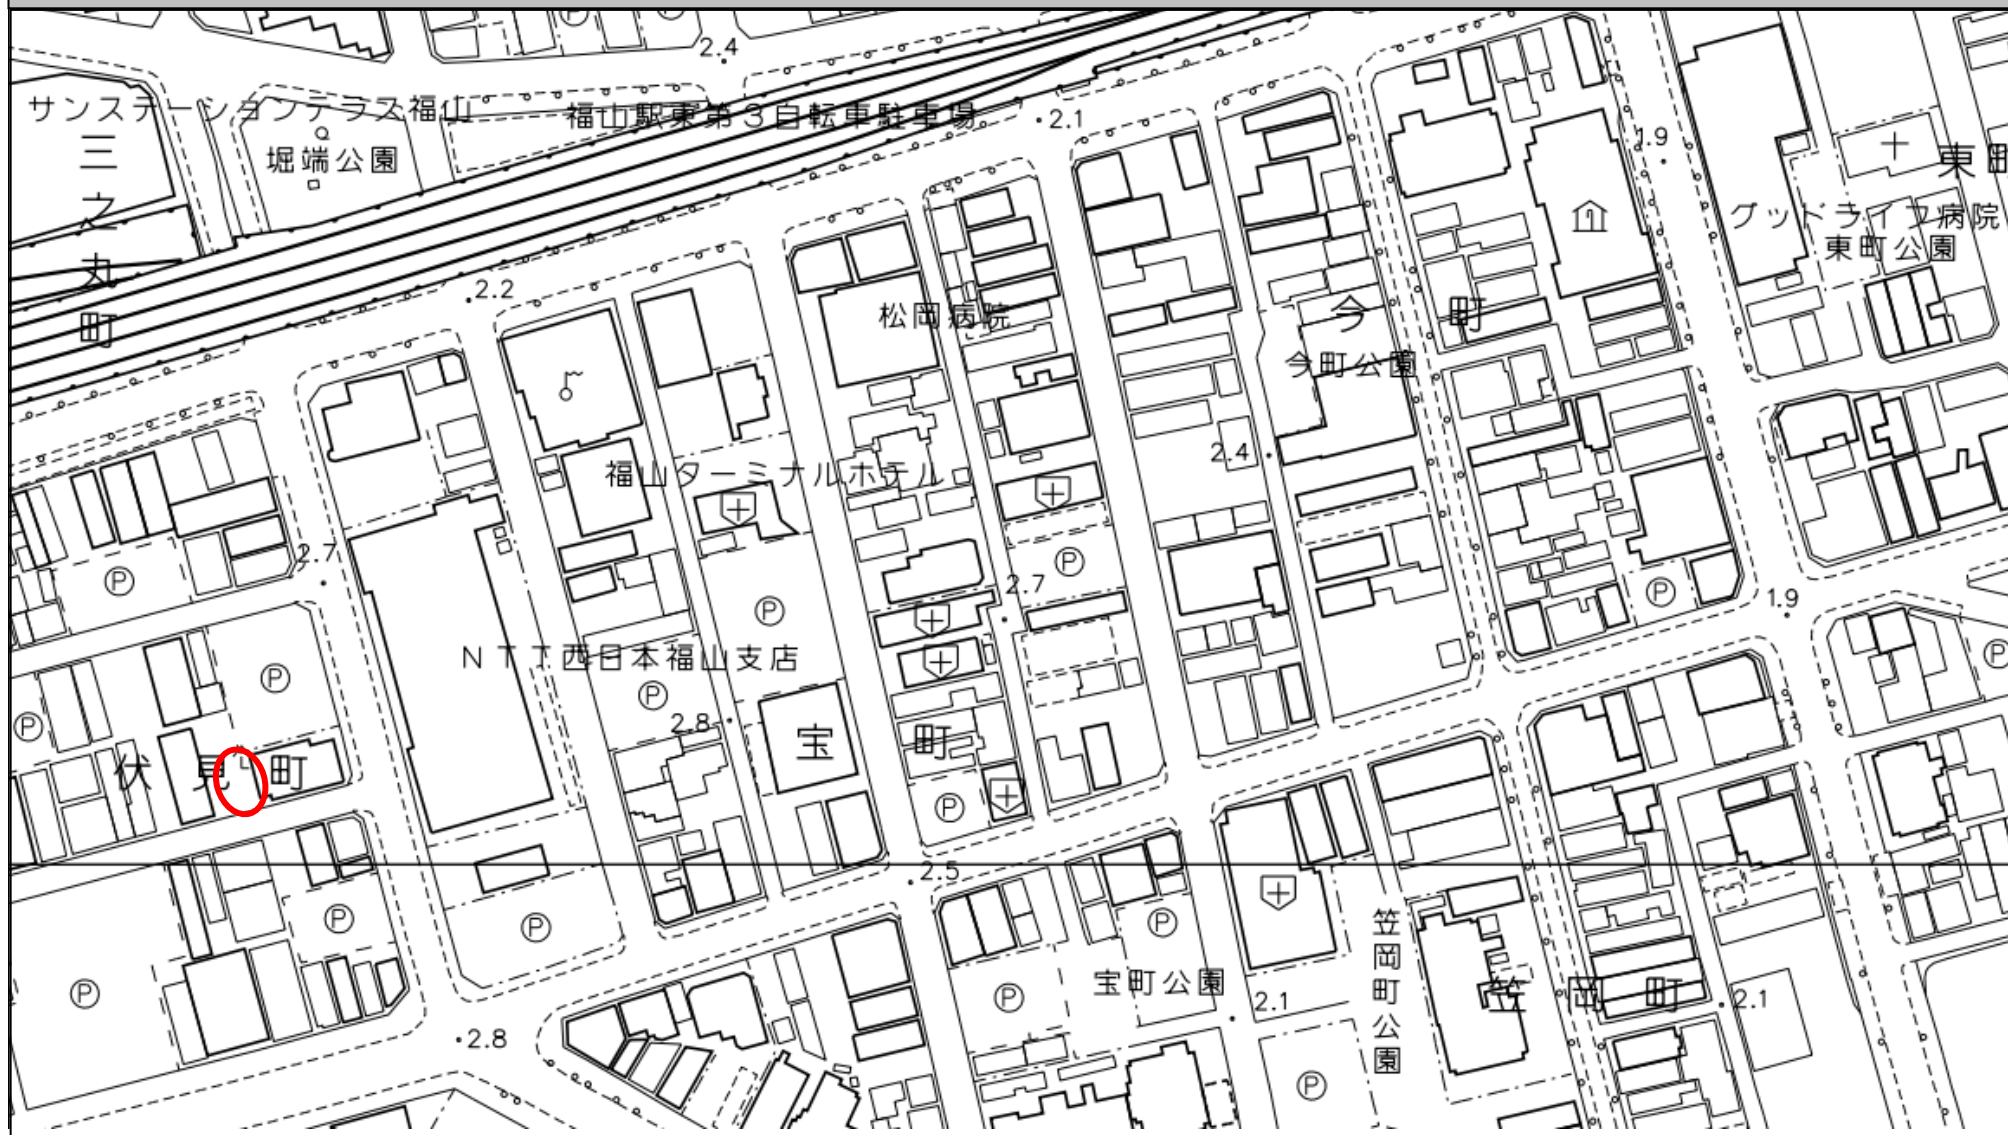 2.4
サンステーションテラス福山
福山駅東第3自転車駐車場
2.1
1.9
三之丸町
堀端公園
東町
グッドライフ病院
東町公園
2.2
松岡病院
今町
今町公園
2.4
福山ターミナルホテル
P
P
P
2.7
2.7
P
1.9
NTT西日本福山支店
P
P
P
P
2.8
宝町
伏見町
P
2.5
P
P
P
笠岡町公園
P
P
宝町公園
2.1
笠岡町
2.1
2.8
P